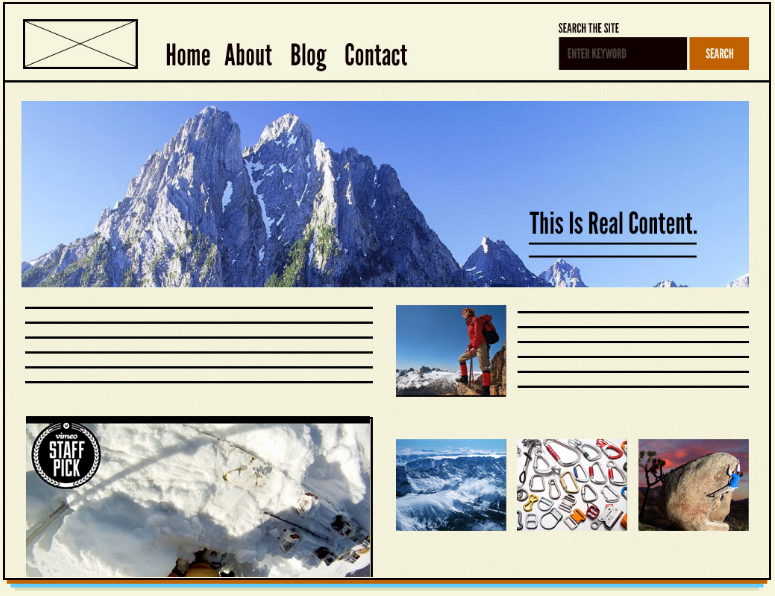 SEARCH THE SITE
Home About Blog Contact
ENTER KEYWORD
SEARCH
This Is Real Content.
vimeo
STAFF
PICK